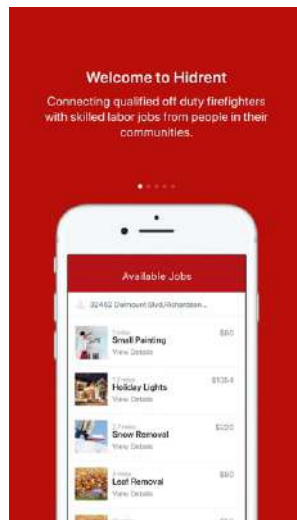 Welcome to Hidrent
Connecting qualified off duty firefighters
with skilled labor jobs from people in their
communities.
Available Jobs
Small Painting
$80
View Details
Holiday Lights
View Details
Snow Removal
View Details
Leaf Removal
$80
View Details